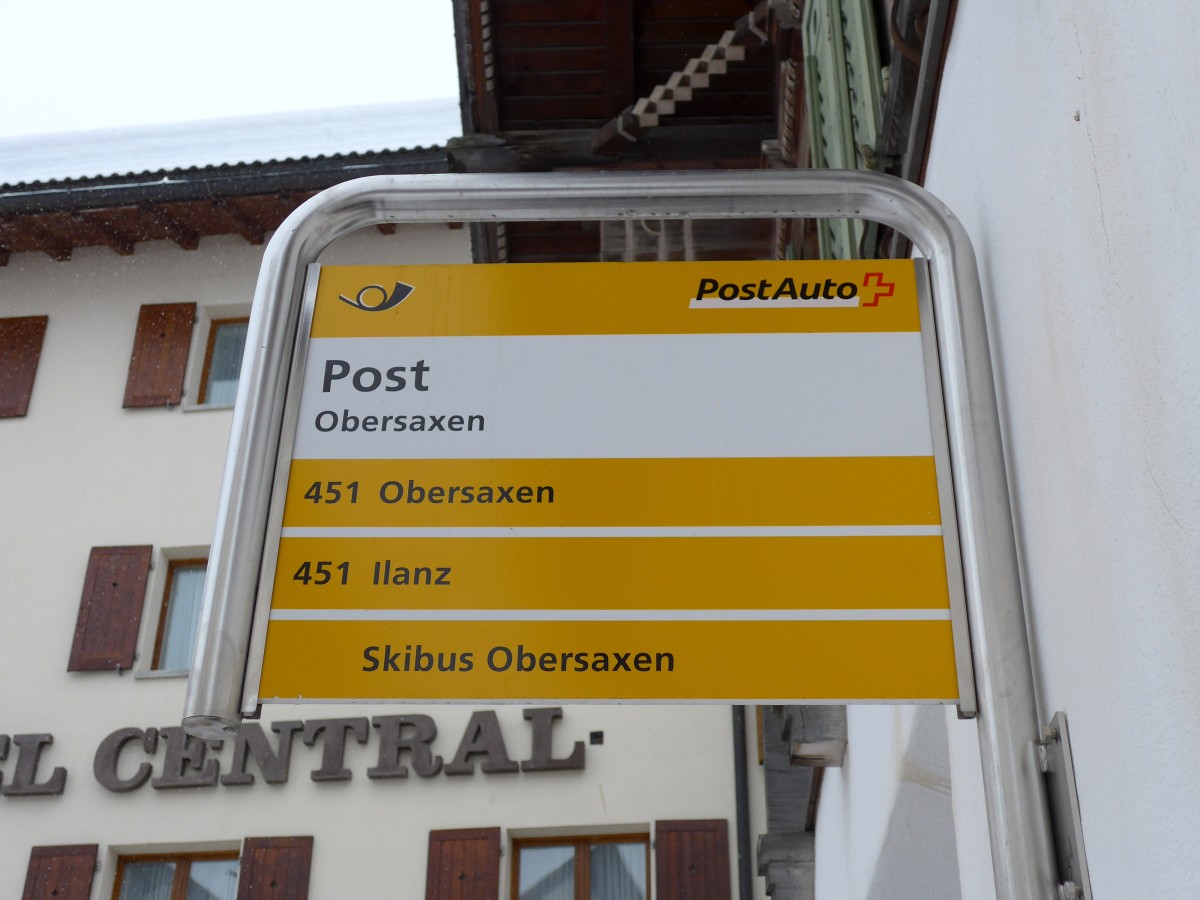 PostAuto
Post
Obersaxen
451 Obersaxen
451 Ilanz
Skibus Obersaxen
EL CENTRAL